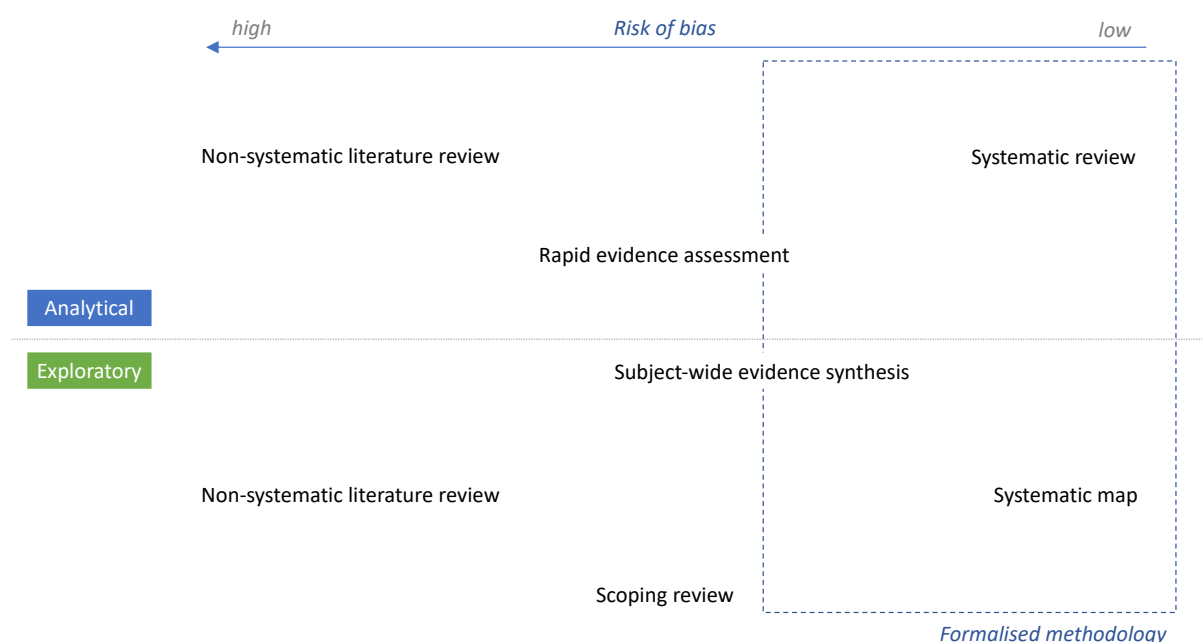 high
Risk of bias
low
Non-systematic literature review
Systematic review
Rapid evidence assessment
Analytical
Exploratory
Subject-wide evidence synthesis
Non-systematic literature review
Systematic map
Scoping review
Formalised methodology